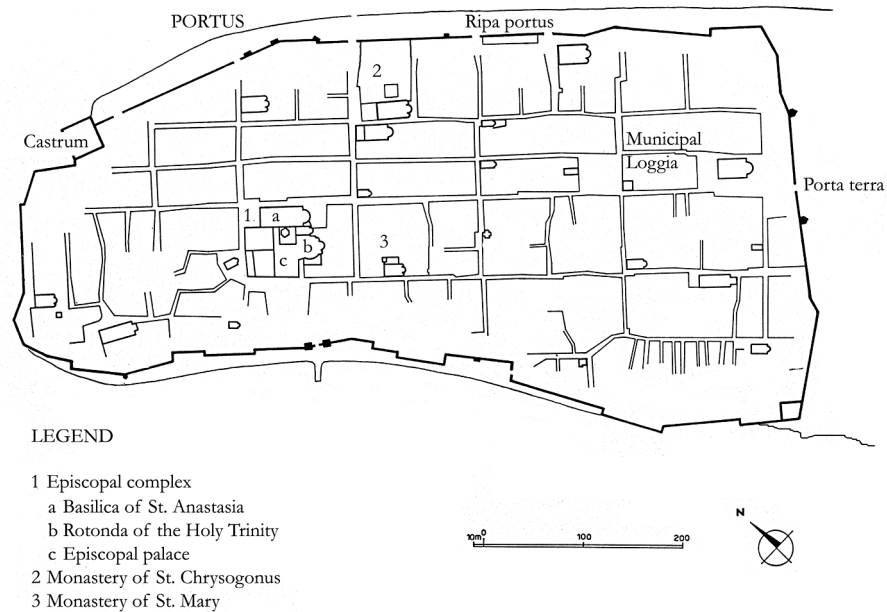 PORTUS
Ripa portus
2
Castrum
Municipal
Loggia
Porta terra
1.
a
b
3
c
LEGEND
1 Episcopal complex
a Basilica of St. Anastasia
b Rotonda of the Holy Trinity
c Episcopal palace
2 Monastery of St. Chrysogonus
3 Monastery of St. Mary
N
10m 0 100 200